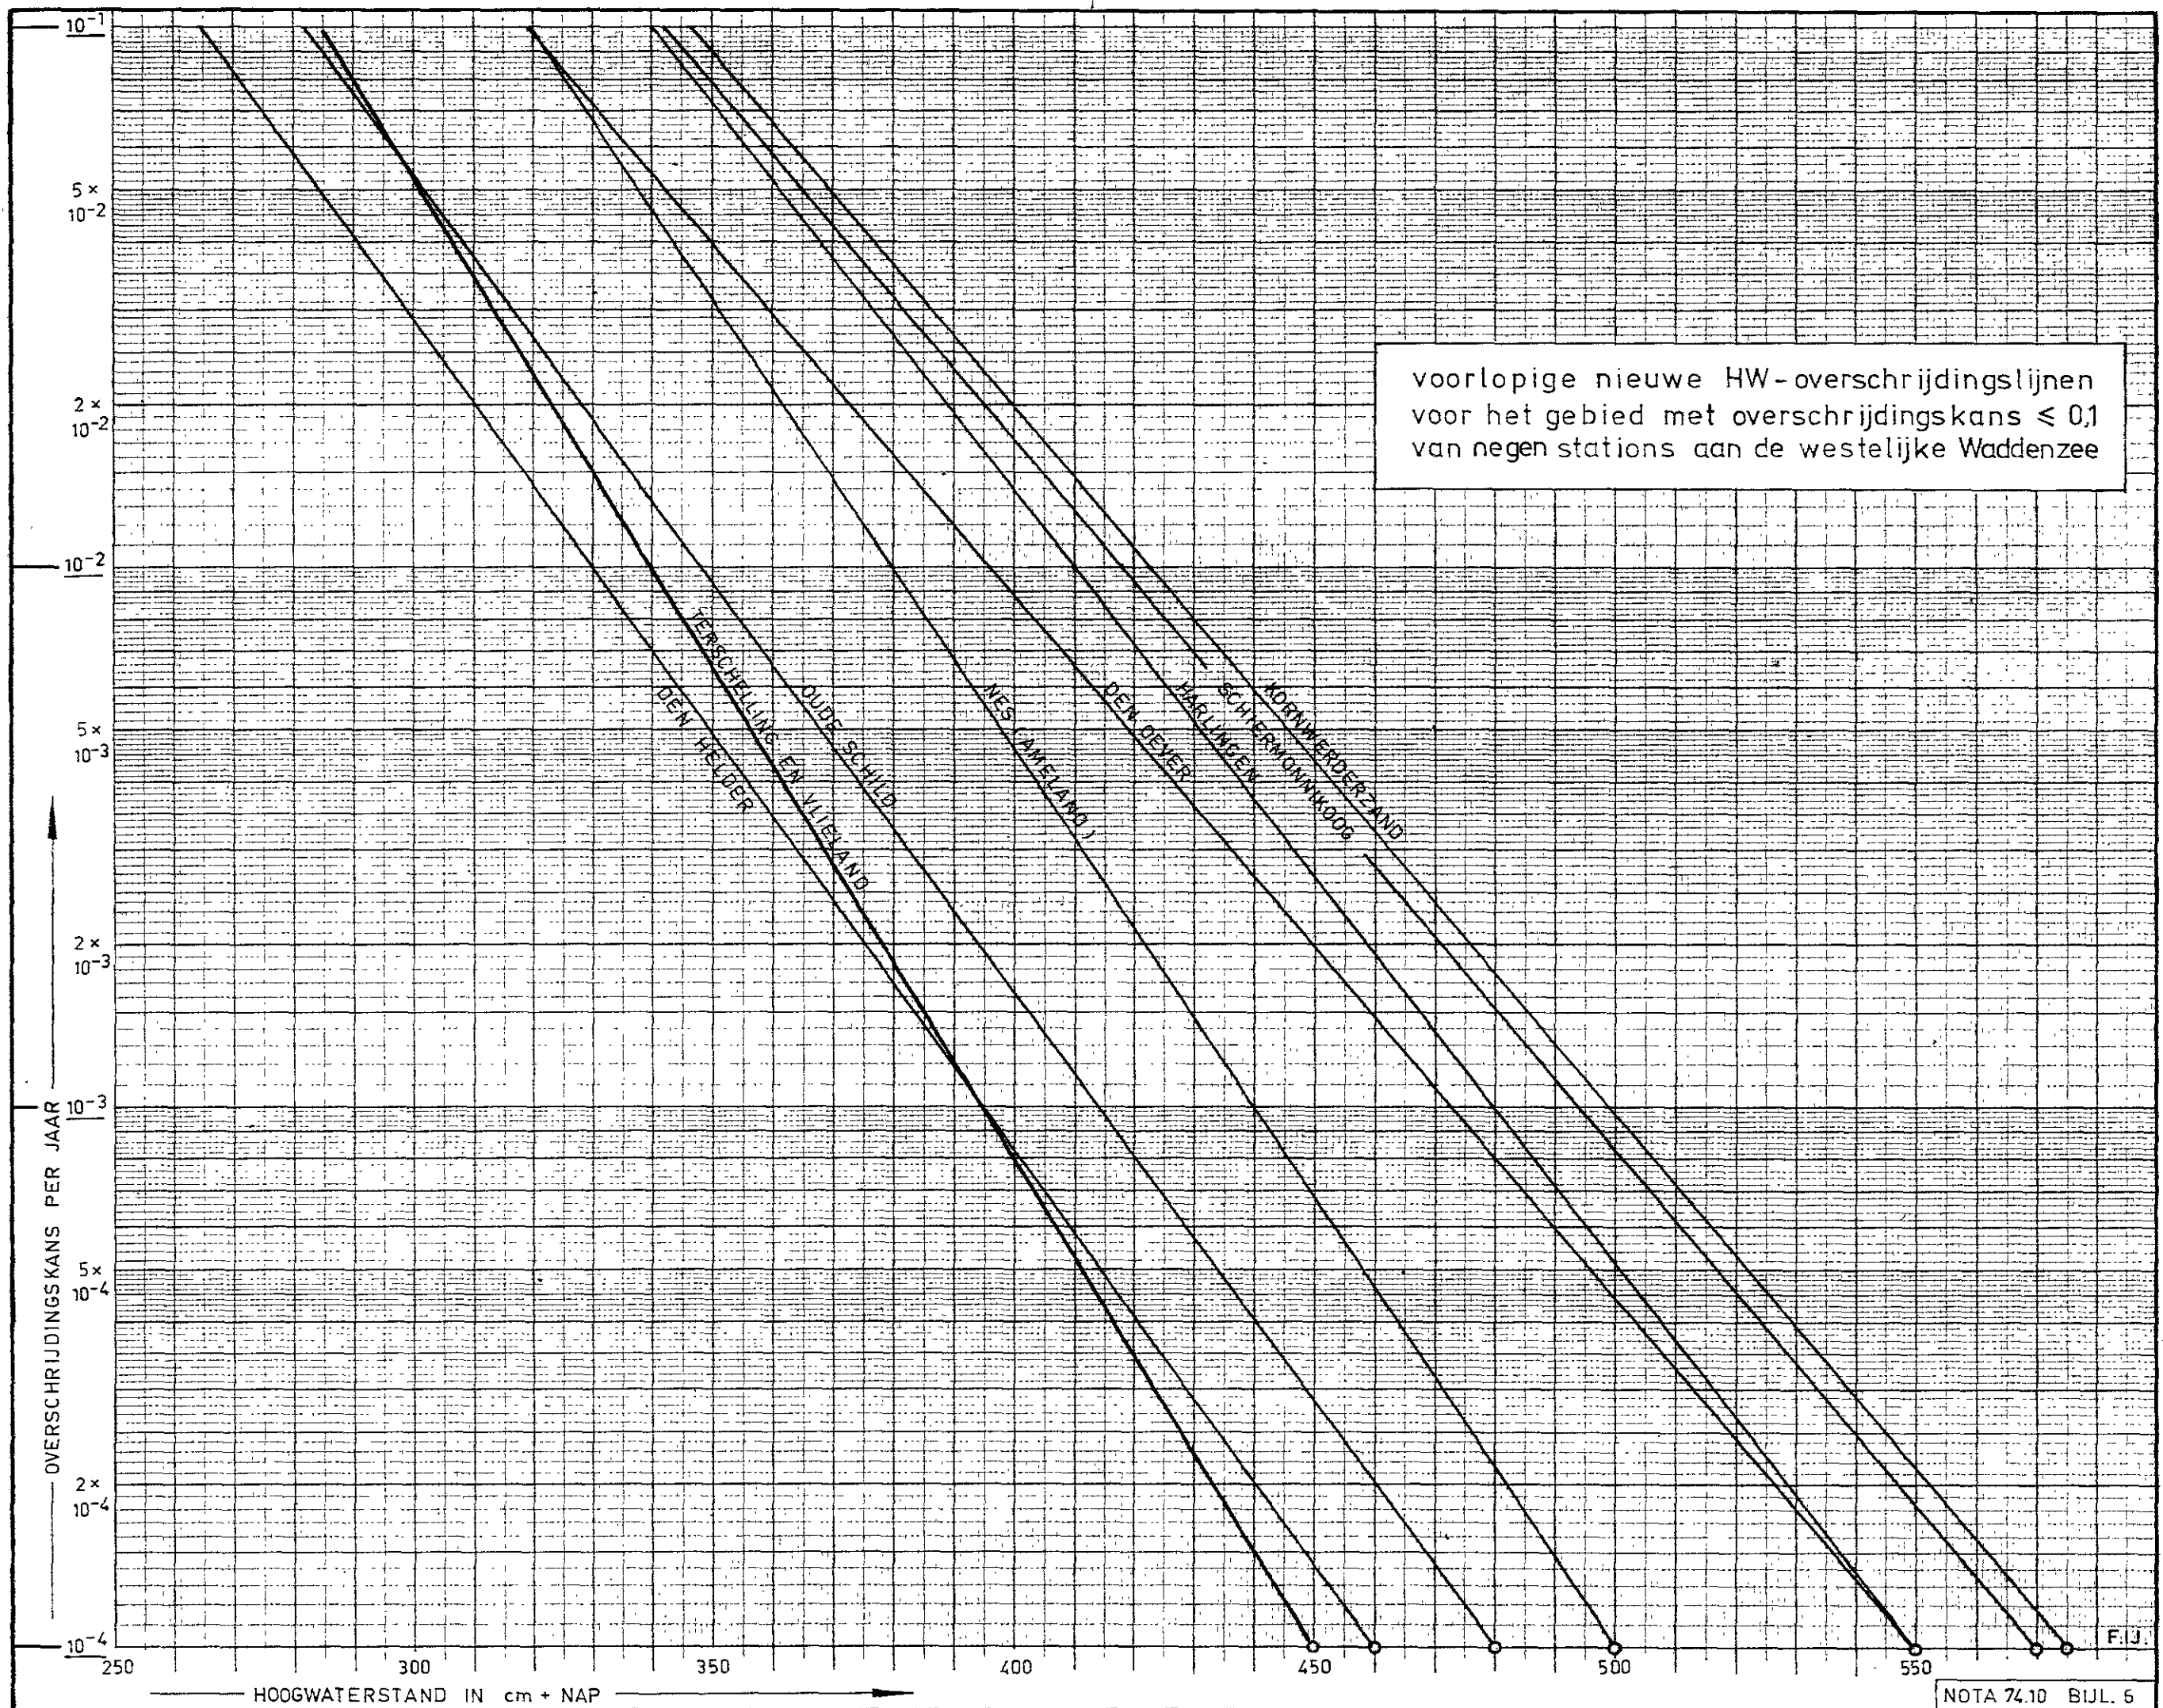 10-1
5 ×
10-2
2 ×
10-2
10-2
5 ×
10-3
2 ×
10-3
10-3
5 ×
10-4
2 ×
10-4
10-4
OVERSCHRIJDINGSKANS PER JAAR
voorlopige nieuwe HW-overschrijdingslijnen
voor het gebied met overschrijdingskans ≤ 0,1
van negen stations aan de westelijke Waddenzee
DEN HELDER
TERSCHELLING EN VLIELAND
OUDE SCHILD
NES (AMELAND)
DEN OEVER
HARLINGEN
SCHIERMONNIKOOG
KORNWERDERZAND
F.IJ.
250 300 350 400 450 500 550
HOOGWATERSTAND IN cm + NAP
NOTA 74.10 BIJL. 5